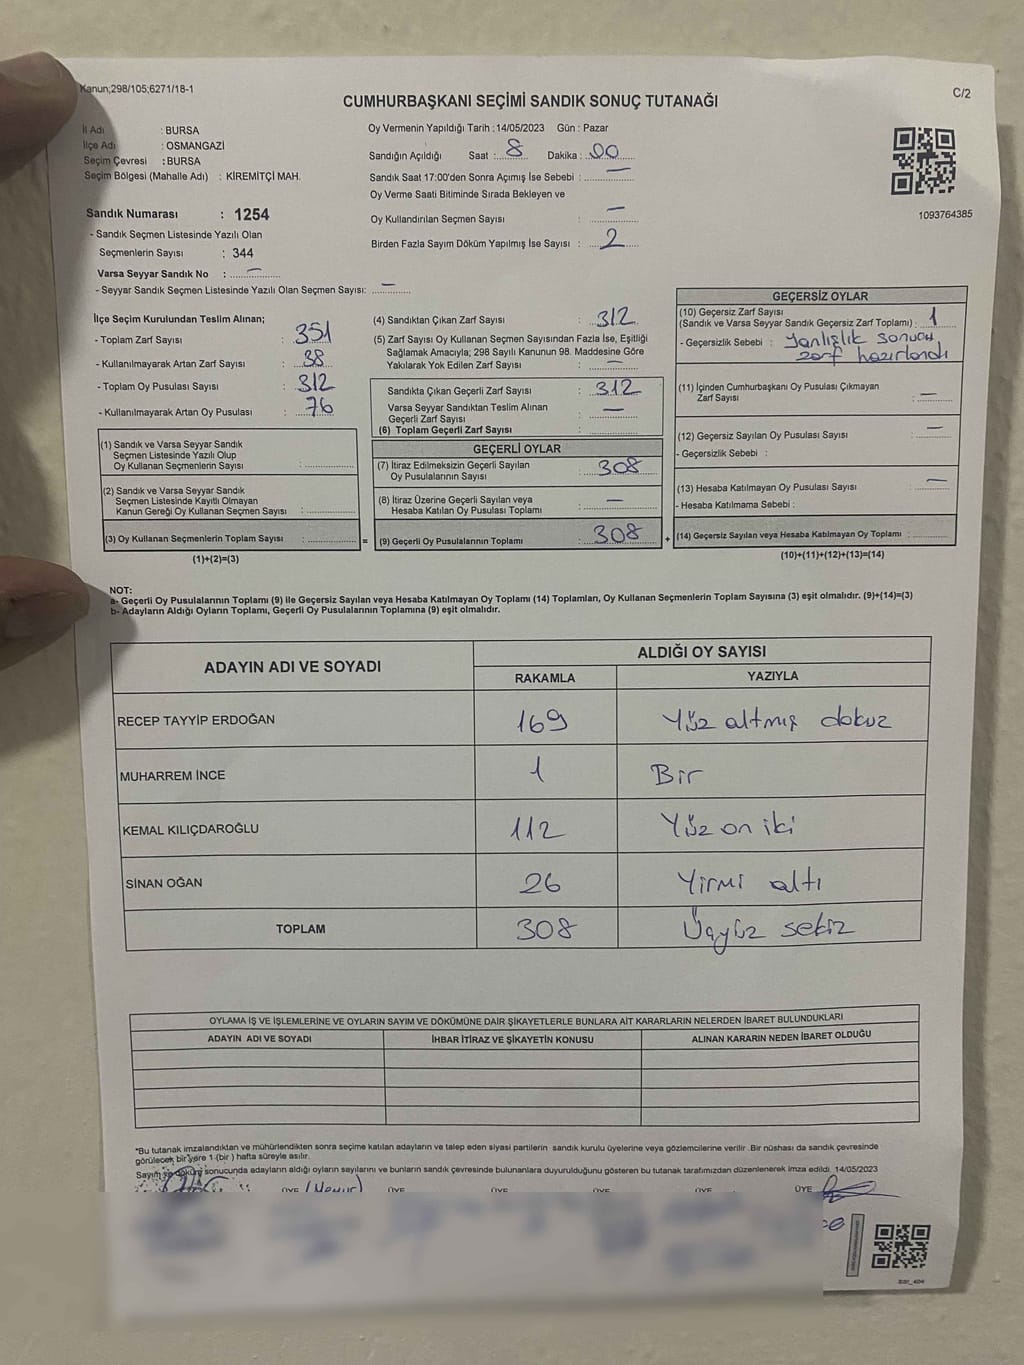 Kanun;298/105;6271/18-1
C/2
CUMHURBAŞKANI SEÇİMİ SANDIK SONUÇ TUTANAĞI
İl Adı : BURSA
İlçe Adı : OSMANGAZİ
Seçim Çevresi : BURSA
Seçim Bölgesi (Mahalle Adı) : KİREMİTÇİ MAH.
Sandık Numarası : 1254
- Sandık Seçmen Listesinde Yazılı Olan
Seçmenlerin Sayısı : 344
Varsa Seyyar Sandık No : —
- Seyyar Sandık Seçmen Listesinde Yazılı Olan Seçmen Sayısı: —
Oy Vermenin Yapıldığı Tarih : 14/05/2023 Gün : Pazar
Sandığın Açıldığı Saat : 8 Dakika : 00
Sandık Saat 17:00'den Sonra Açımış İse Sebebi : —
Oy Verme Saati Bitiminde Sırada Bekleyen ve
Oy Kullandırılan Seçmen Sayısı : —
Birden Fazla Sayım Döküm Yapılmış İse Sayısı : 2
1093764385
İlçe Seçim Kurulundan Teslim Alınan;
- Toplam Zarf Sayısı : 351
- Kullanılmayarak Artan Zarf Sayısı : 38
- Toplam Oy Pusulası Sayısı : 312
- Kullanılmayarak Artan Oy Pusulası : 76
(1) Sandık ve Varsa Seyyar Sandık
Seçmen Listesinde Yazılı Olup
Oy Kullanan Seçmenlerin Sayısı :
(2) Sandık ve Varsa Seyyar Sandık
Seçmen Listesinde Kayıtlı Olmayan
Kanun Gereği Oy Kullanan Seçmen Sayısı :
(3) Oy Kullanan Seçmenlerin Toplam Sayısı : =
(1)+(2)=(3)
(4) Sandıktan Çıkan Zarf Sayısı : 312
(5) Zarf Sayısı Oy Kullanan Seçmen Sayısından Fazla İse, Eşitliği
Sağlamak Amacıyla; 298 Sayılı Kanunun 98. Maddesine Göre
Yakılarak Yok Edilen Zarf Sayısı : —
Sandıkta Çıkan Geçerli Zarf Sayısı : 312
Varsa Seyyar Sandıktan Teslim Alınan
Geçerli Zarf Sayısı : —
(6) Toplam Geçerli Zarf Sayısı :
GEÇERLİ OYLAR
(7) İtiraz Edilmeksizin Geçerli Sayılan
Oy Pusulalarının Sayısı : 308
(8) İtiraz Üzerine Geçerli Sayılan veya
Hesaba Katılan Oy Pusulası Toplamı : —
(9) Geçerli Oy Pusulalarının Toplamı : 308 +
GEÇERSİZ OYLAR
(10) Geçersiz Zarf Sayısı
(Sandık ve Varsa Seyyar Sandık Geçersiz Zarf Toplamı) : 1
- Geçersizlik Sebebi : Yanlışlık sonucu
zarf hazırlandı
(11) İçinden Cumhurbaşkanı Oy Pusulası Çıkmayan
Zarf Sayısı : —
(12) Geçersiz Sayılan Oy Pusulası Sayısı : —
- Geçersizlik Sebebi :
(13) Hesaba Katılmayan Oy Pusulası Sayısı : —
- Hesaba Katılmama Sebebi :
(14) Geçersiz Sayılan veya Hesaba Katılmayan Oy Toplamı :
(10)+(11)+(12)+(13)=(14)
NOT:
a- Geçerli Oy Pusulalarının Toplamı (9) ile Geçersiz Sayılan veya Hesaba Katılmayan Oy Toplamı (14) Toplamları, Oy Kullanan Seçmenlerin Toplam Sayısına (3) eşit olmalıdır. (9)+(14)=(3)
b- Adayların Aldığı Oyların Toplamı, Geçerli Oy Pusulalarının Toplamına (9) eşit olmalıdır.
ADAYIN ADI VE SOYADI ALDIĞI OY SAYISI
RAKAMLA YAZIYLA
RECEP TAYYİP ERDOĞAN 169 Yüz altmış dokuz
MUHARREM İNCE 1 Bir
KEMAL KILIÇDAROĞLU 112 Yüz on iki
SİNAN OĞAN 26 Yirmi altı
TOPLAM 308 Üçyüz sekiz
OYLAMA İŞ VE İŞLEMLERİNE VE OYLARIN SAYIM VE DÖKÜMÜNE DAİR ŞİKAYETLERLE BUNLARA AİT KARARLARIN NELERDEN İBARET BULUNDUKLARI
ADAYIN ADI VE SOYADI İHBAR İTİRAZ VE ŞİKAYETİN KONUSU ALINAN KARARIN NEDEN İBARET OLDUĞU
*Bu tutanak imzalandıktan ve mühürlendikten sonra seçime katılan adayların ve talep eden siyasi partilerin sandık kurulu üyelerine veya gözlemcilerine verilir. Bir nüshası da sandık çevresinde
görülecek bir yere 1 (bir) hafta süreyle asılır.
Sayım ve döküm sonucunda adayların aldığı oyların sayılarını ve bunların sandık çevresinde bulunanlara duyurulduğunu gösteren bu tutanak tarafımızdan düzenlenerek imza edildi. 14/05/2023
ÜYE (Memur) ÜYE ÜYE ÜYE ÜYE ÜYE